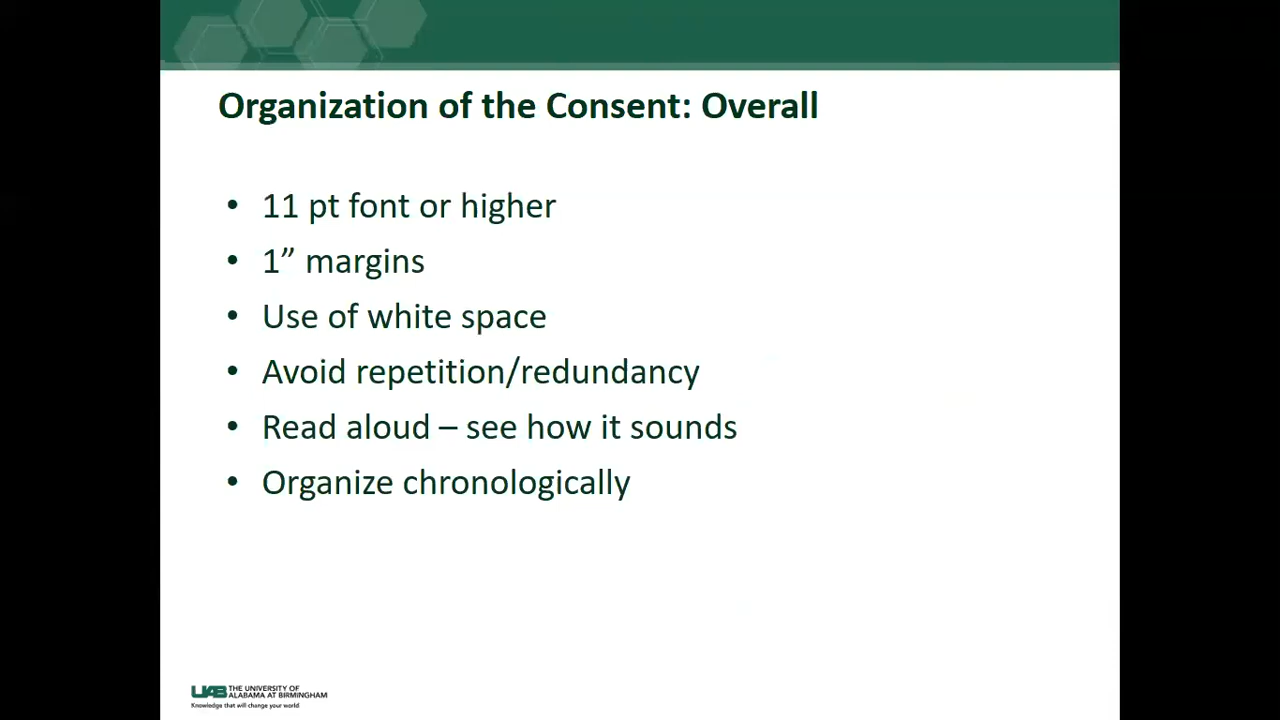 Organization of the Consent: Overall
• 11 pt font or higher
• 1” margins
• Use of white space
• Avoid repetition/redundancy
• Read aloud – see how it sounds
• Organize chronologically
UAB THE UNIVERSITY OF
ALABAMA AT BIRMINGHAM
Knowledge that will change your world